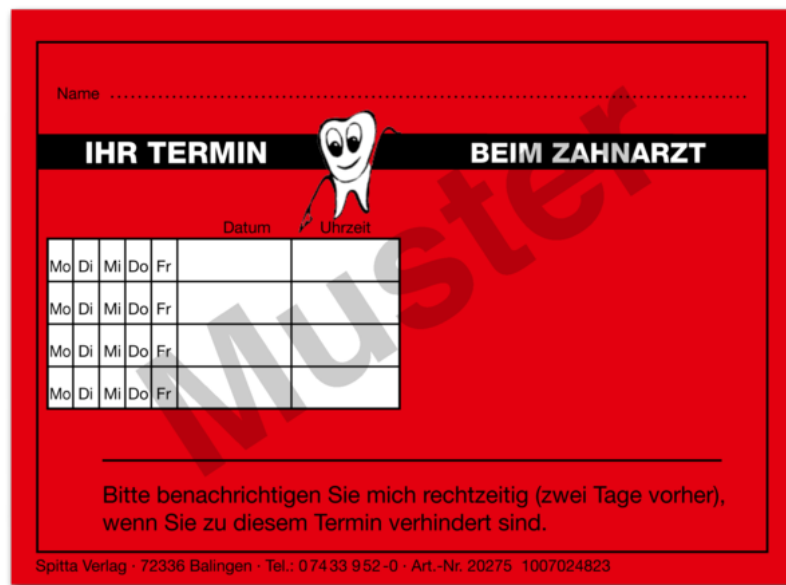 Name
IHR TERMIN BEIM ZAHNARZT
Datum Uhrzeit
Mo Di Mi Do Fr
Mo Di Mi Do Fr
Mo Di Mi Do Fr
Mo Di Mi Do Fr
Muster
Bitte benachrichtigen Sie mich rechtzeitig (zwei Tage vorher),
wenn Sie zu diesem Termin verhindert sind.
Spitta Verlag · 72336 Balingen · Tel.: 07433 952-0 · Art.-Nr. 20275 1007024823